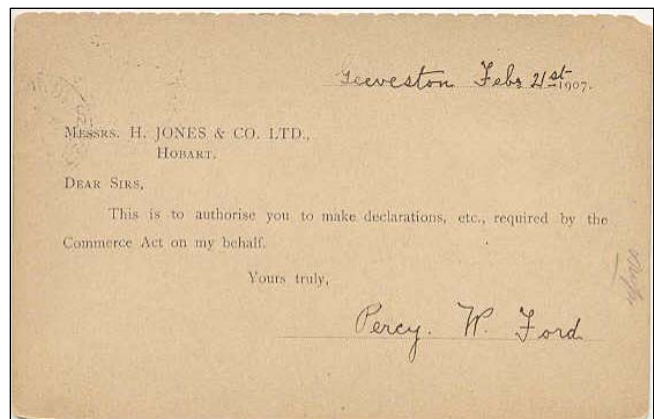 Geeveston Feby 21st 1907.
MESSRS. H. JONES & CO. LTD.,
HOBART.
DEAR SIRS,
This is to authorise you to make declarations, etc., required by the
Commerce Act on my behalf.
Yours truly,
Percy. W. Ford